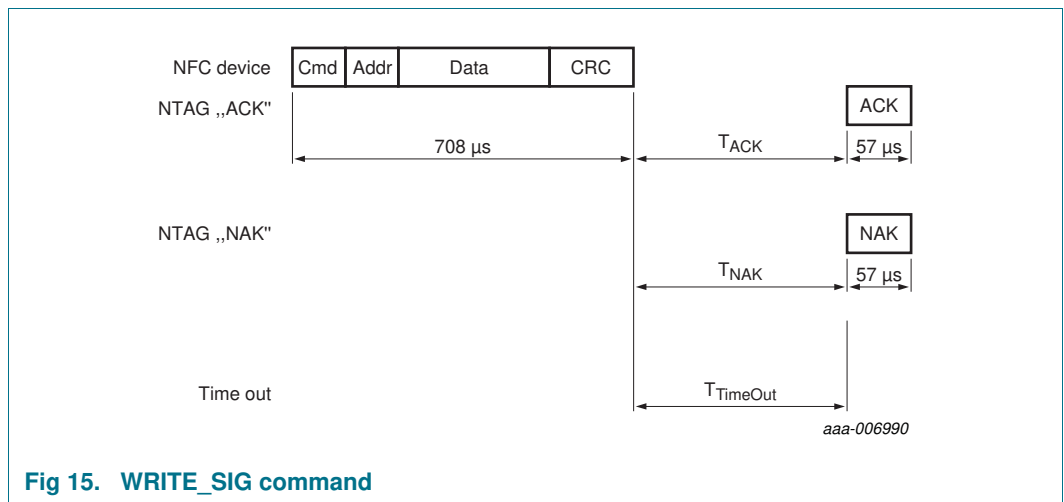 NFC device Cmd Addr Data CRC
NTAG ,,ACK" ACK
708 µs TACK 57 µs
NTAG ,,NAK" NAK
TNAK 57 µs
Time out TTimeOut
aaa-006990
Fig 15. WRITE_SIG command